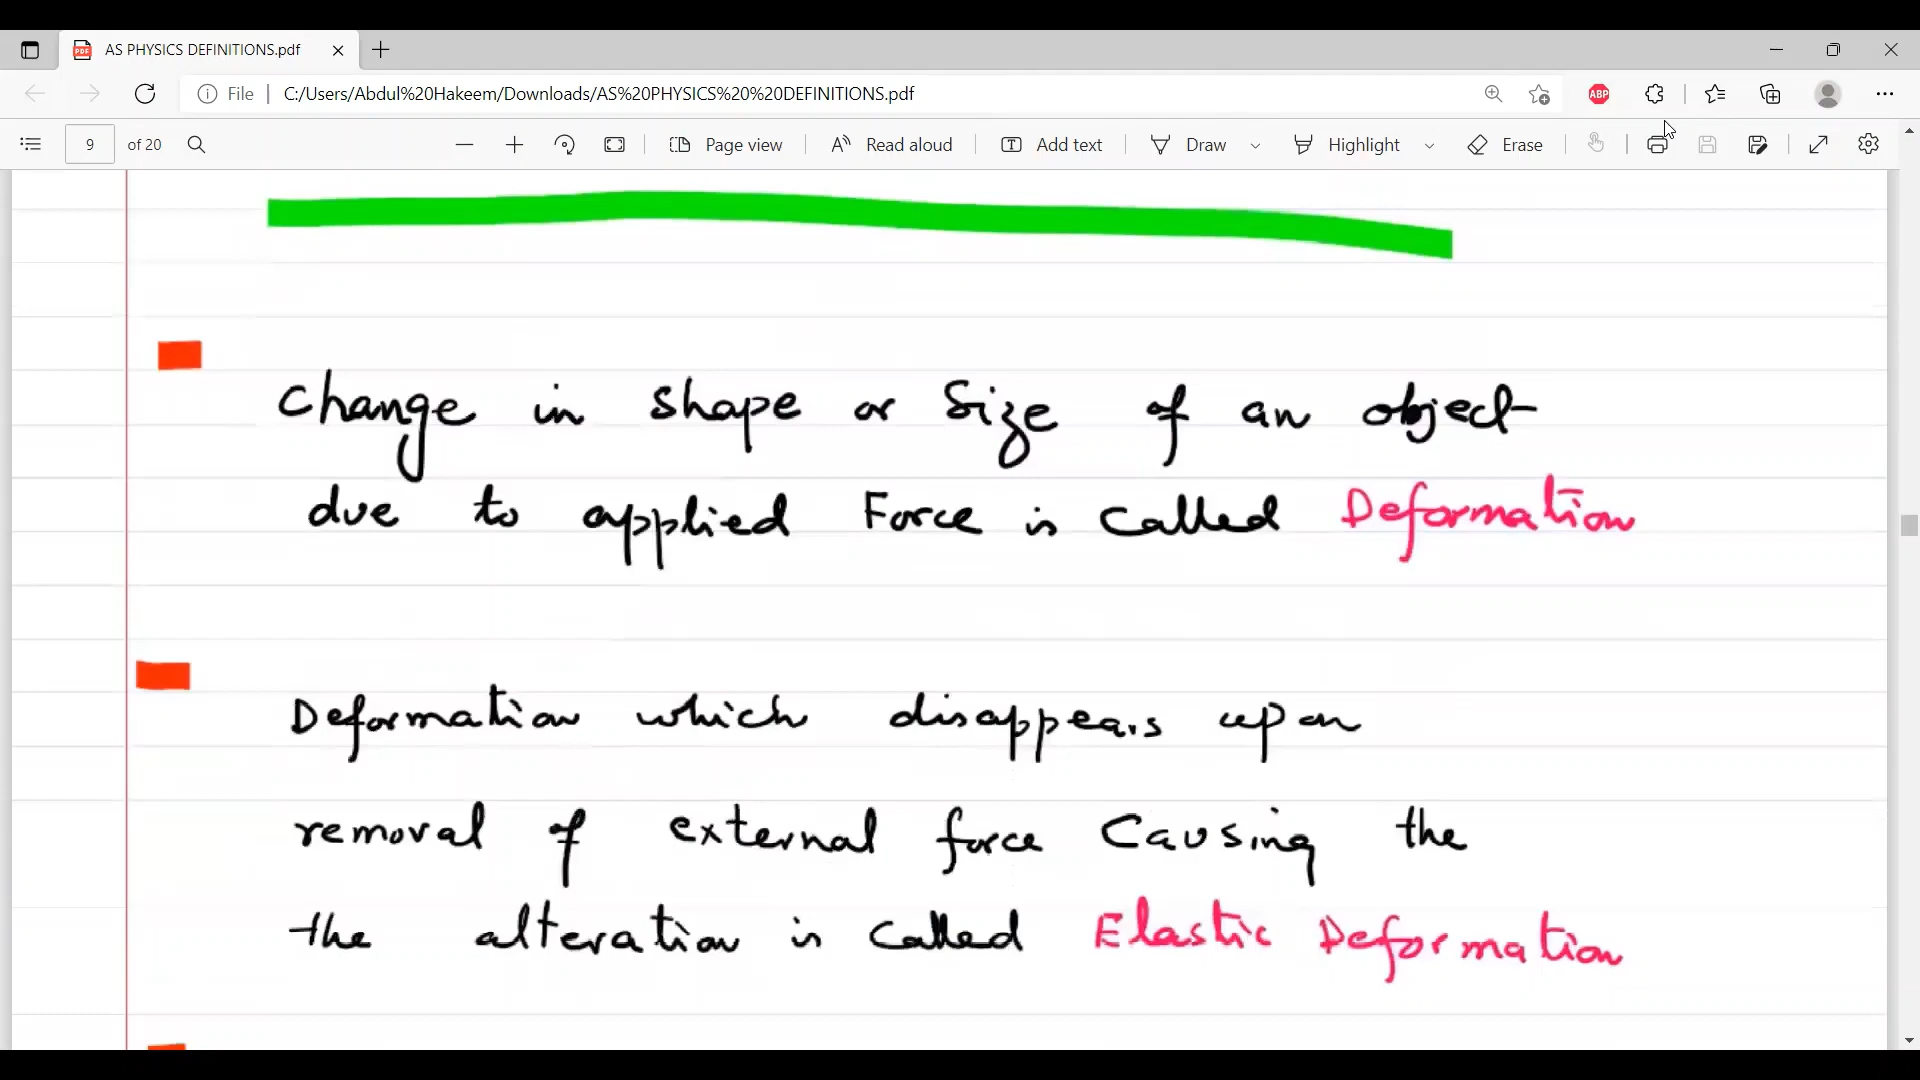 AS PHYSICS DEFINITIONS.pdf
File C:/Users/Abdul%20Hakeem/Downloads/AS%20PHYSICS%20%20DEFINITIONS.pdf ABP
9 of 20 Page view Read aloud Add text Draw Highlight Erase
Change in shape or Size of an object
due to applied Force is called Deformation
Deformation which disappears upon
removal of external force Causing the
the alteration is called Elastic Deformation